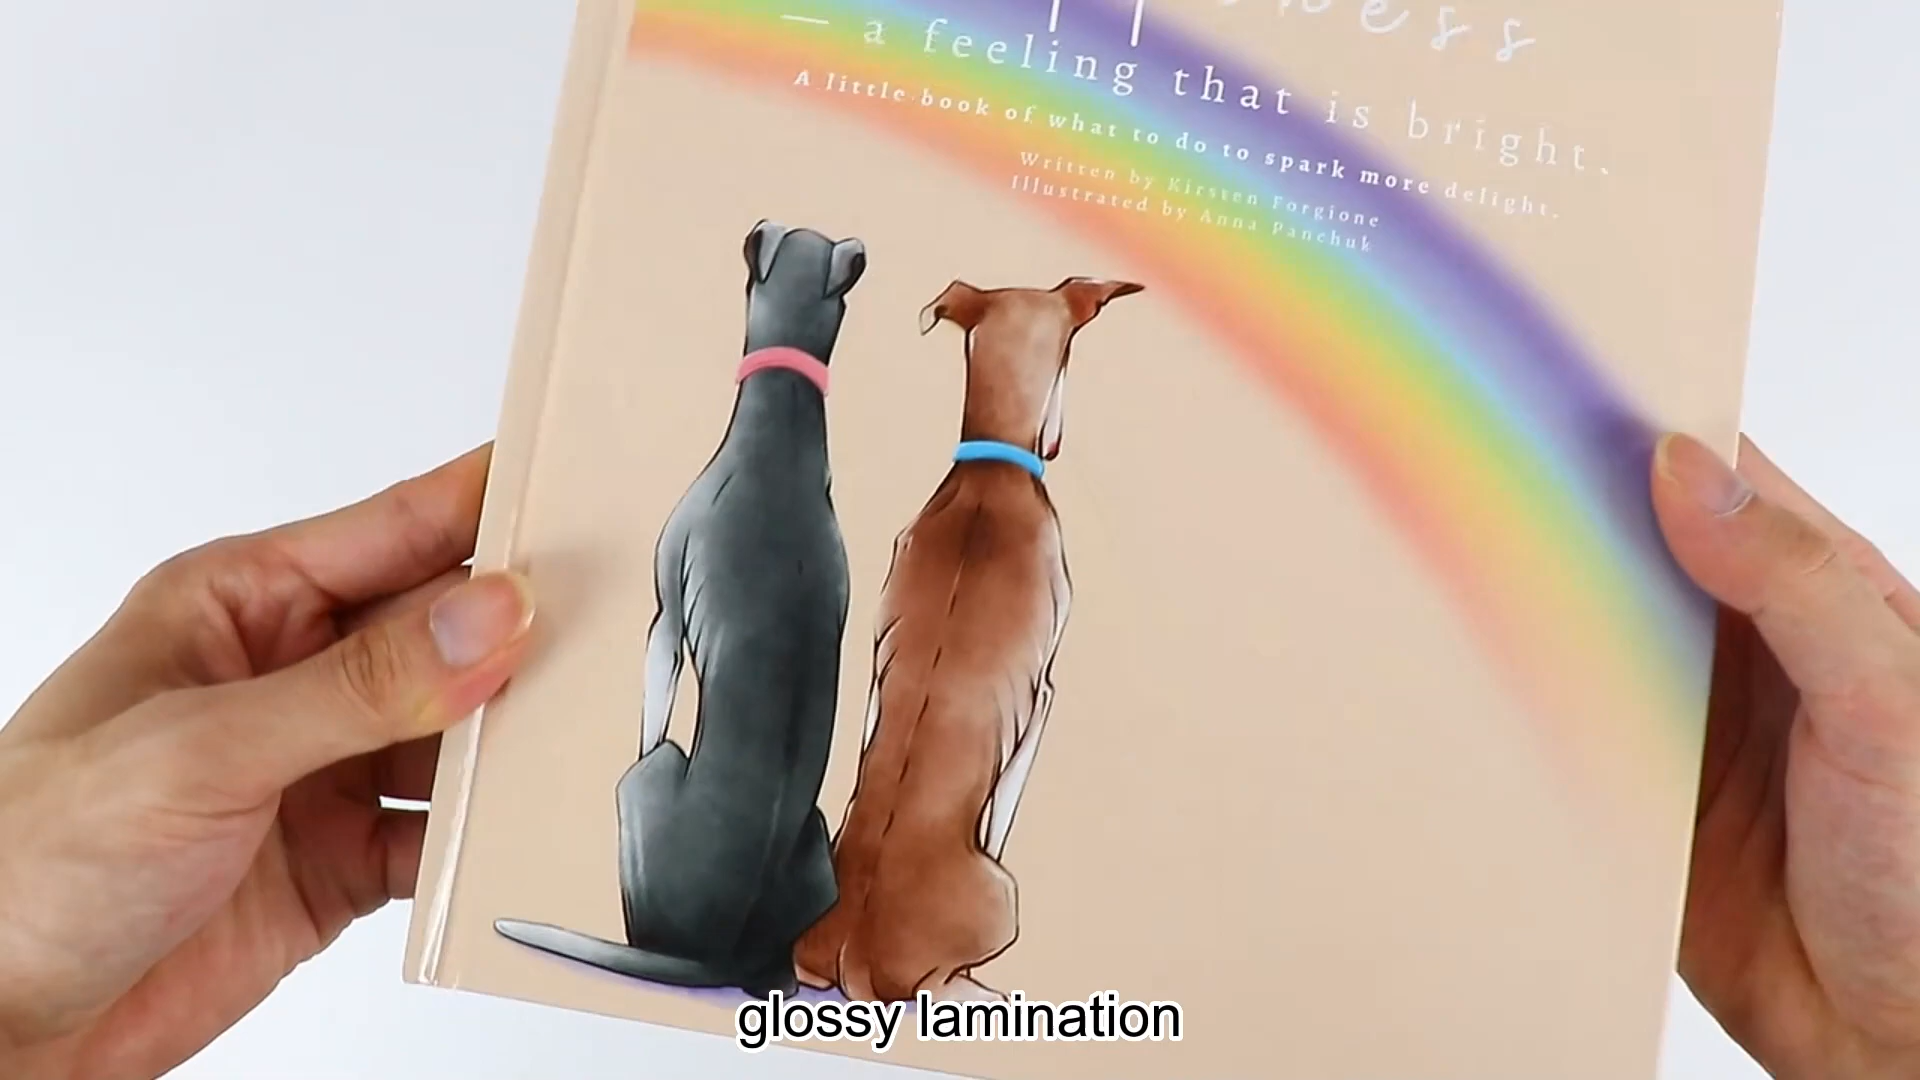 — a feeling that is bright.
A little book of what to do to spark more delight.
Written by Kirsten Forgione
Illustrated by Anna Panchuk
glossy lamination